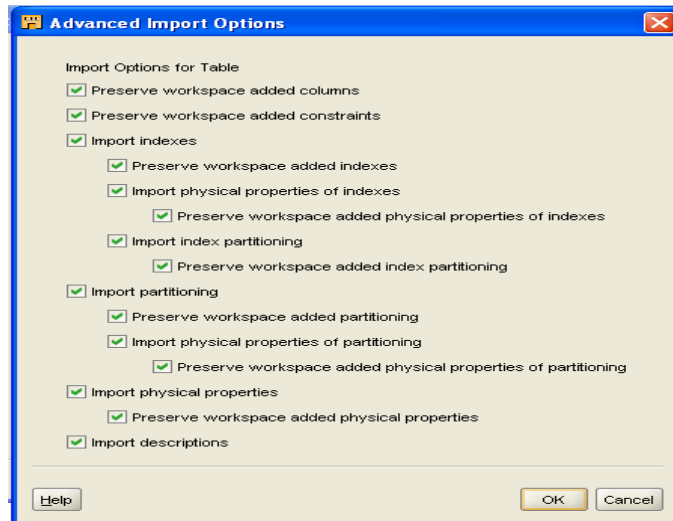 Advanced Import Options
Import Options for Table
Preserve workspace added columns
Preserve workspace added constraints
Import indexes
Preserve workspace added indexes
Import physical properties of indexes
Preserve workspace added physical properties of indexes
Import index partitioning
Preserve workspace added index partitioning
Import partitioning
Preserve workspace added partitioning
Import physical properties of partitioning
Preserve workspace added physical properties of partitioning
Import physical properties
Preserve workspace added physical properties
Import descriptions
Help OK Cancel